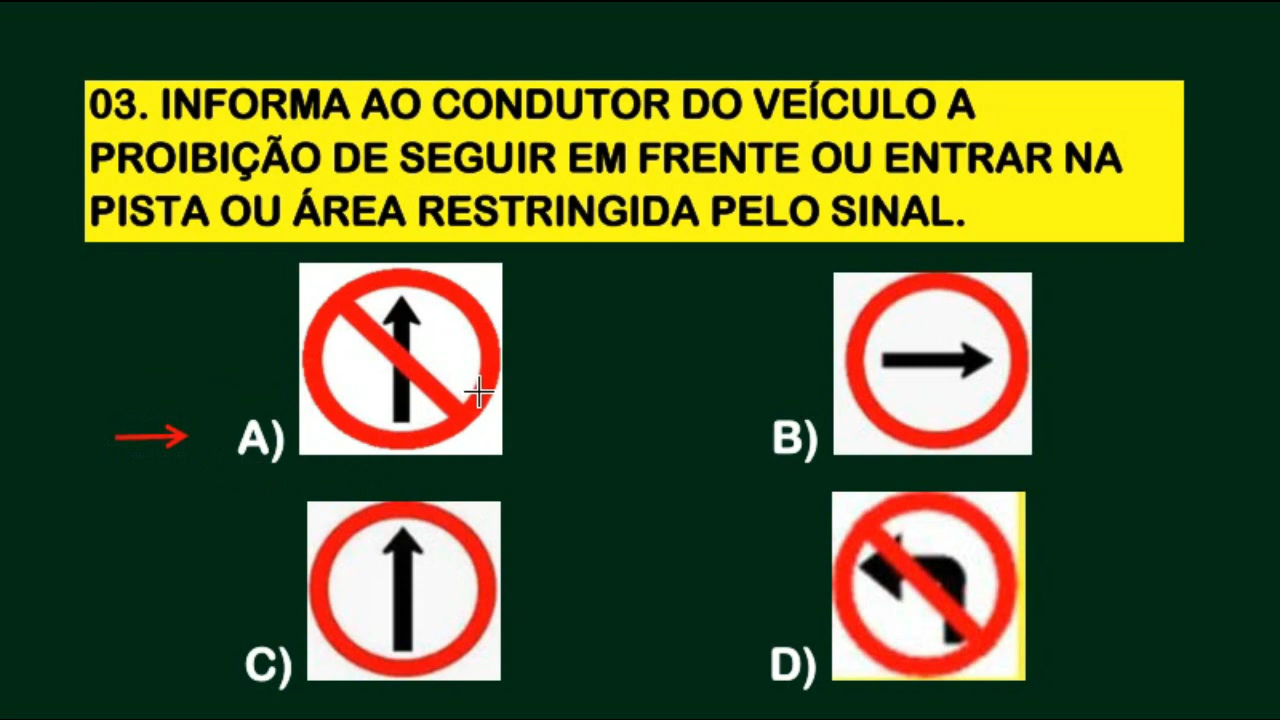 03. INFORMA AO CONDUTOR DO VEÍCULO A
PROIBIÇÃO DE SEGUIR EM FRENTE OU ENTRAR NA
PISTA OU ÁREA RESTRINGIDA PELO SINAL.
A)
B)
C)
D)